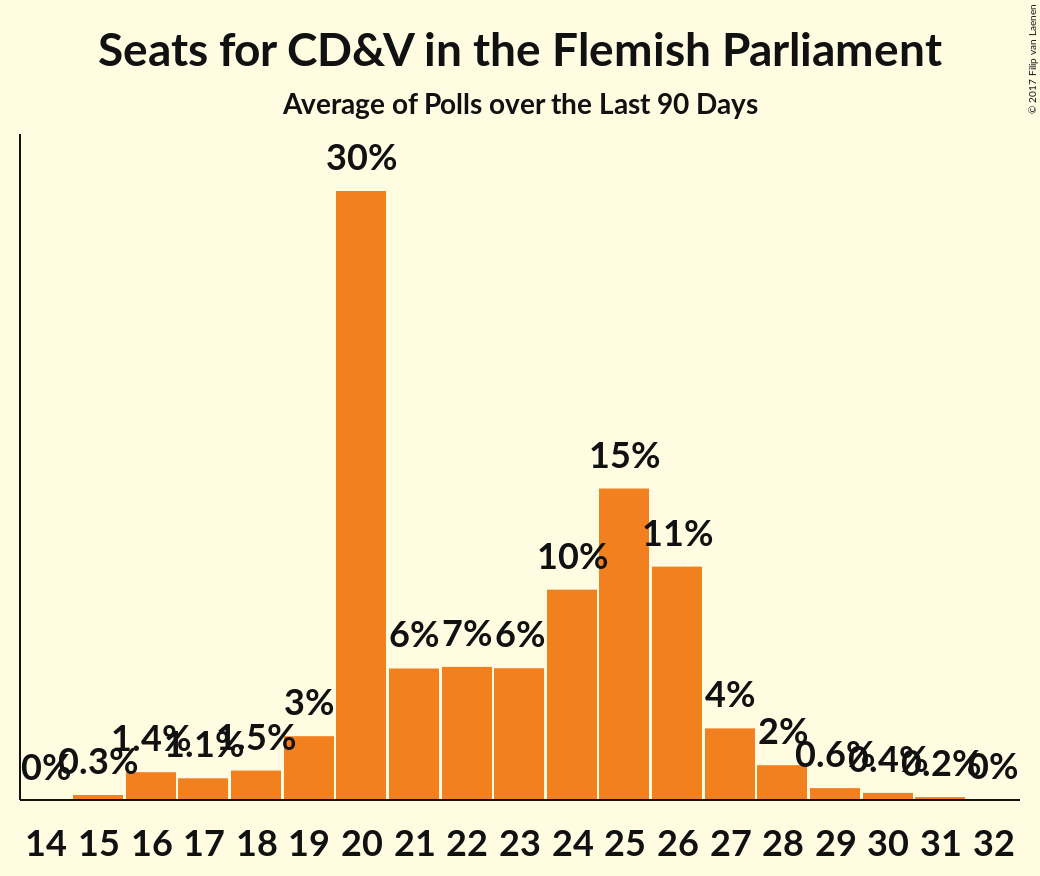 Seats for CD&V in the Flemish Parliament
Average of Polls over the Last 90 Days
© 2017 Filip van Laenen
0% 0.3% 1.4% 1.1% 1.5% 3% 30% 6% 7% 6% 10% 15% 11% 4% 2% 0.6% 0.4% 0.2% 0%
14 15 16 17 18 19 20 21 22 23 24 25 26 27 28 29 30 31 32